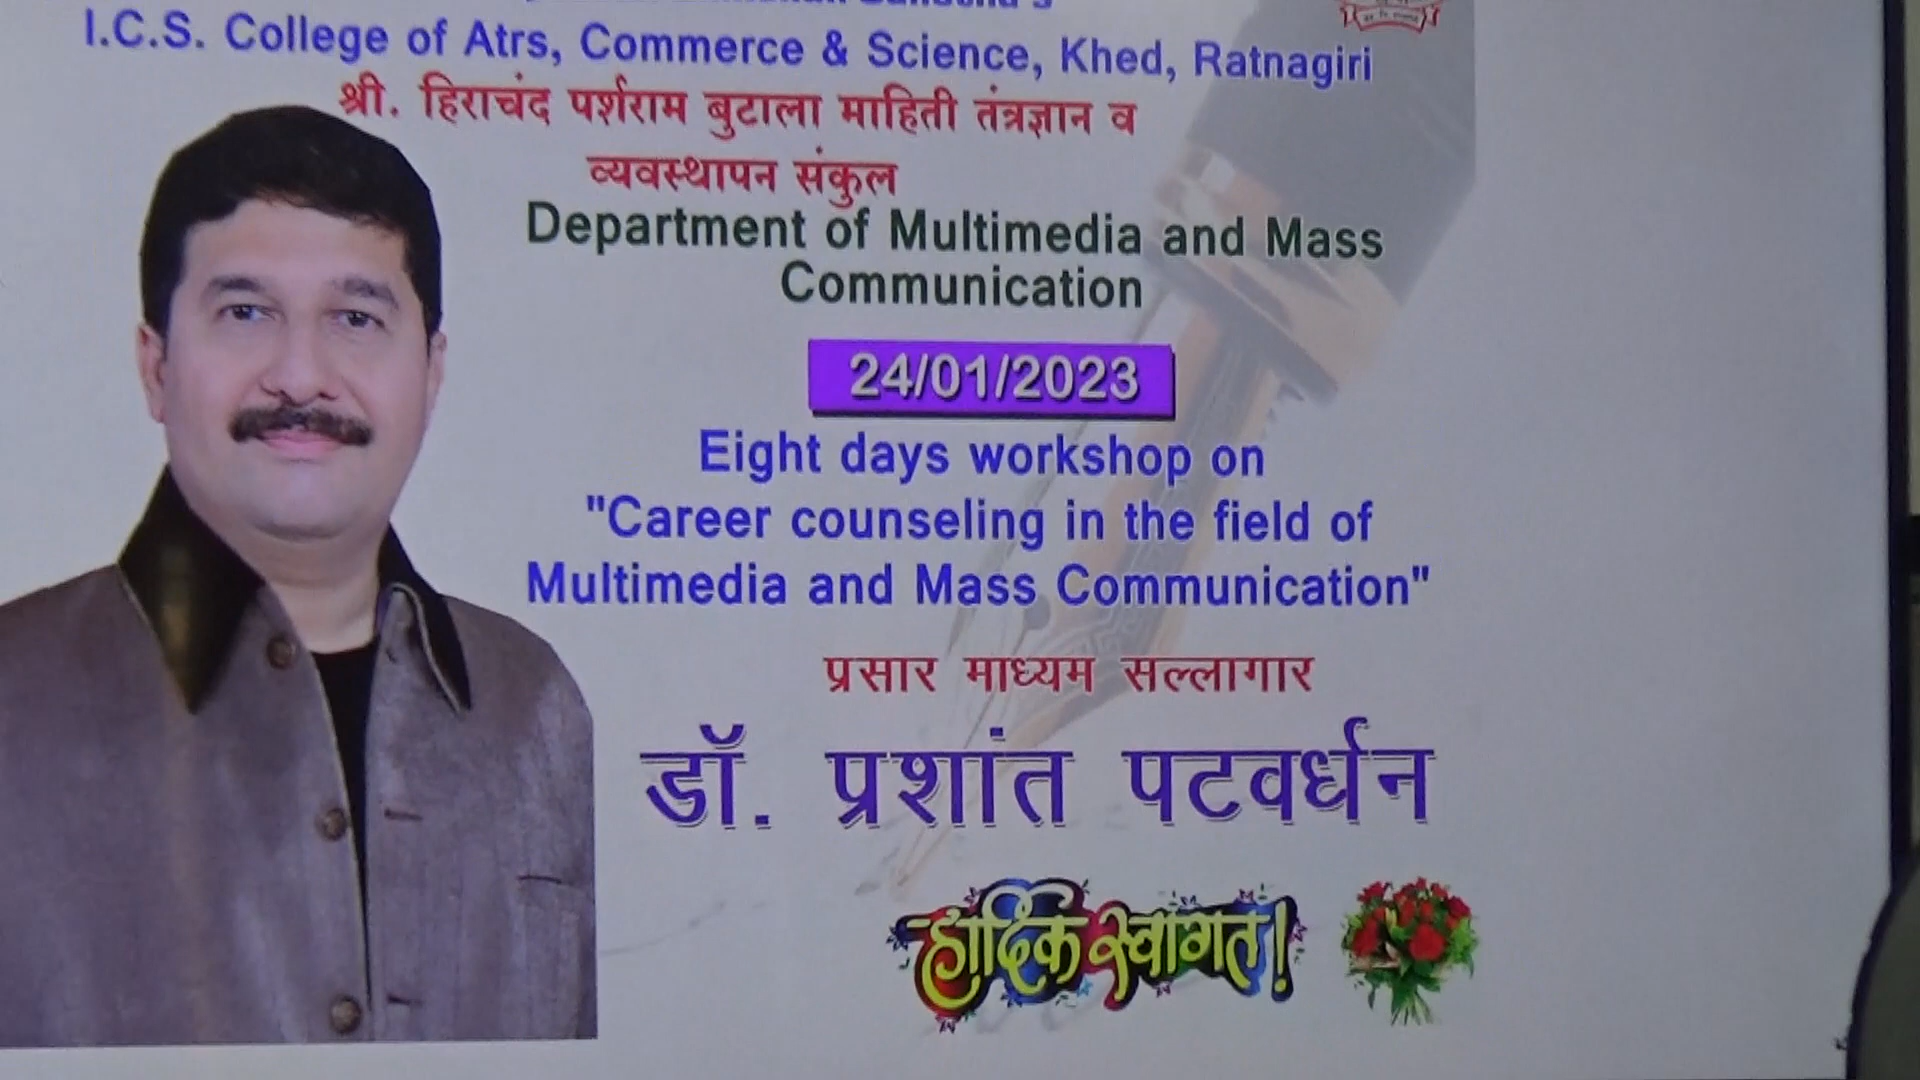 I.C.S. College of Atrs, Commerce & Science, Khed, Ratnagiri
श्री. हिराचंद पर्शराम बुटाला माहिती तंत्रज्ञान व
व्यवस्थापन संकुल
Department of Multimedia and Mass
Communication
24/01/2023
Eight days workshop on
"Career counseling in the field of
Multimedia and Mass Communication"
प्रसार माध्यम सल्लागार
डॉ. प्रशांत पटवर्धन
हार्दिक स्वागत!